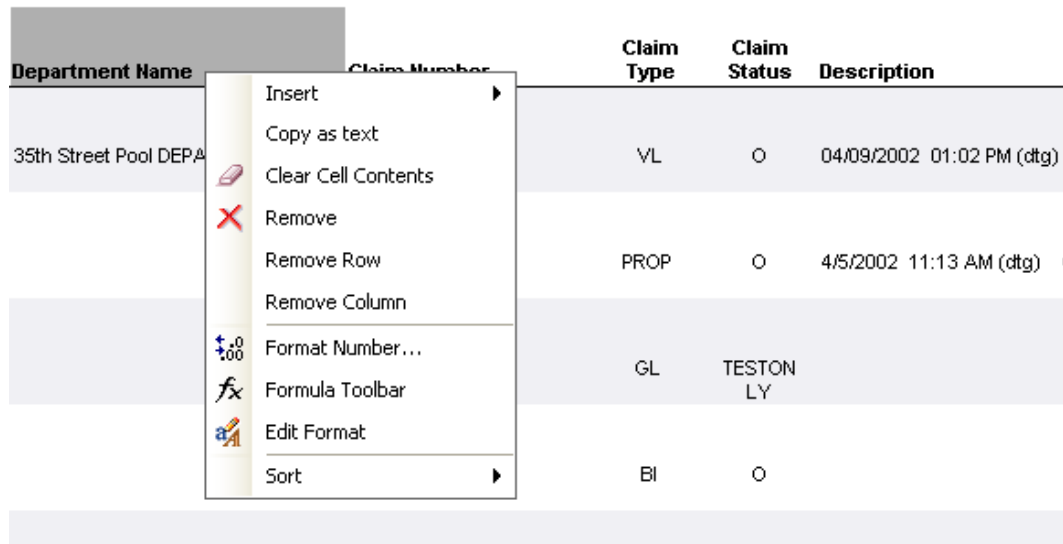 Claim Claim
Department Name Claim Number Type Status Description
35th Street Pool DEPA VL O 04/09/2002 01:02 PM (dtg)
PROP O 4/5/2002 11:13 AM (dtg)
GL TESTON
LY
BI O
Insert
Copy as text
Clear Cell Contents
Remove
Remove Row
Remove Column
Format Number...
Formula Toolbar
Edit Format
Sort